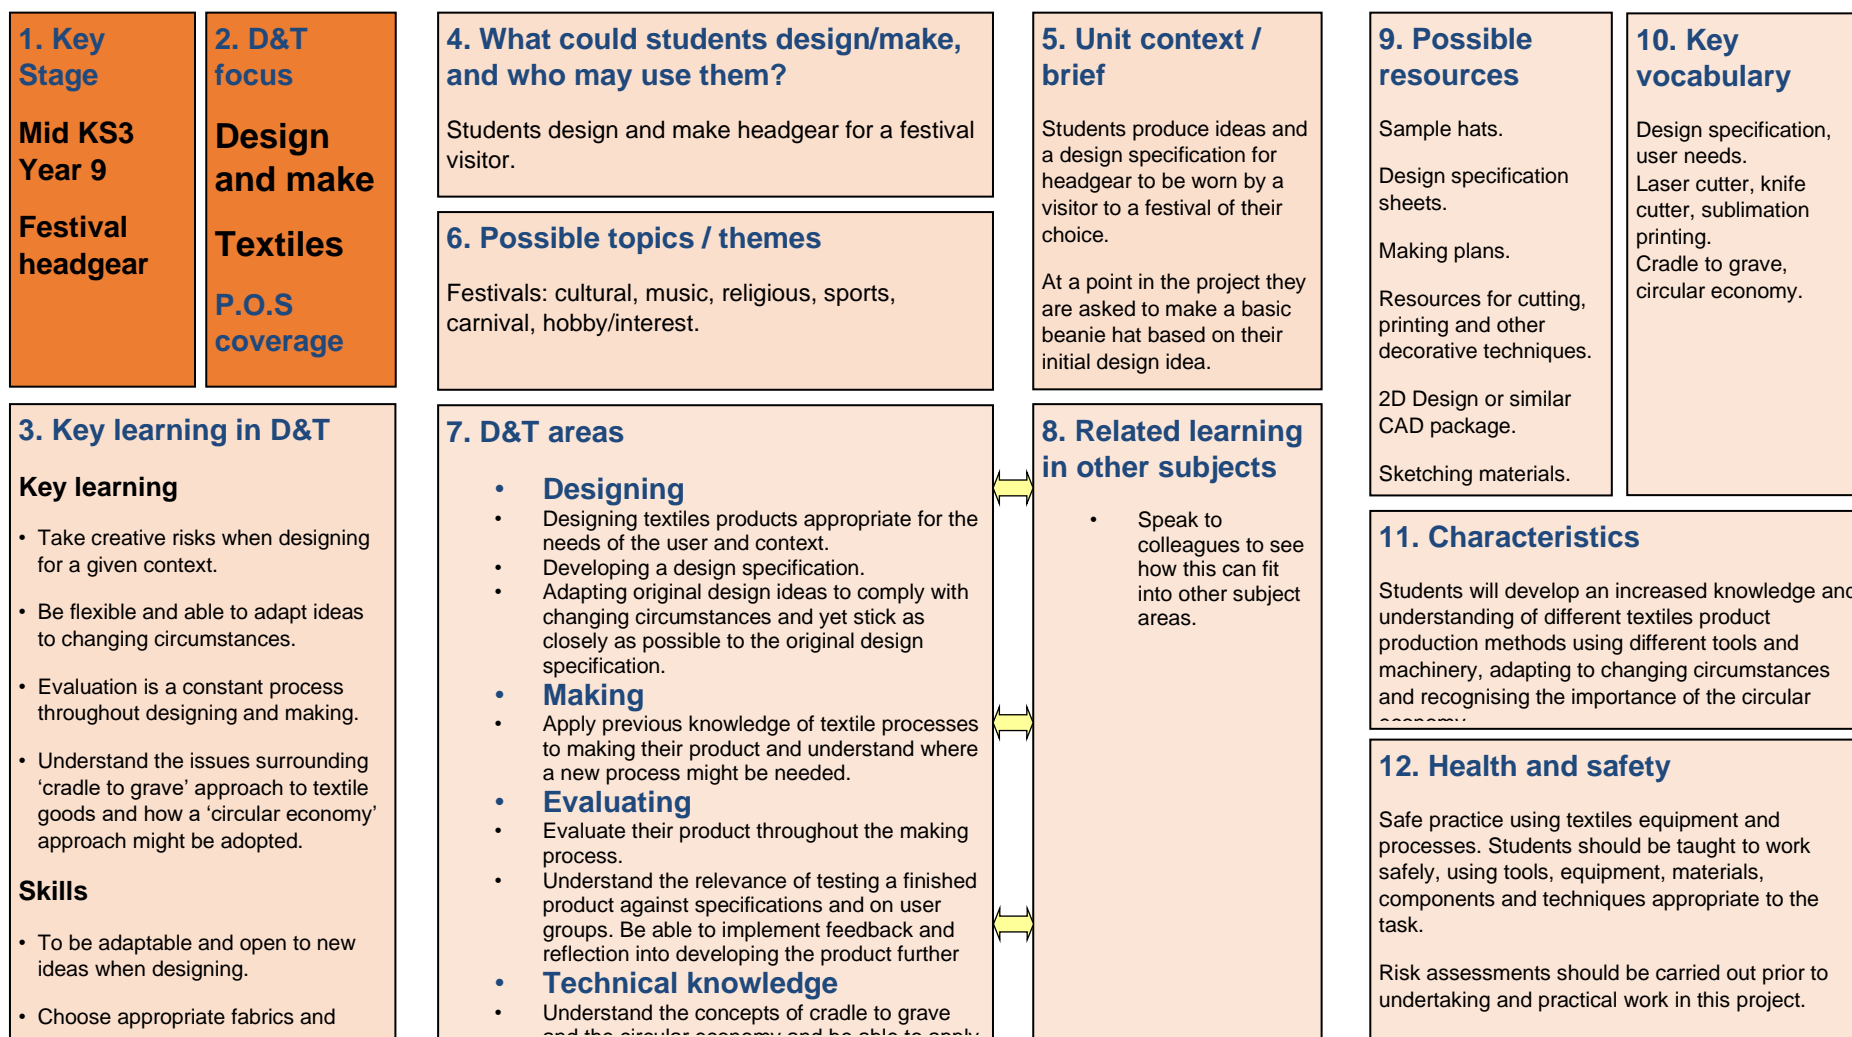 1. Key
Stage
Mid KS3
Year 9
Festival
headgear
2. D&T
focus
Design
and make
Textiles
P.O.S
coverage
3. Key learning in D&T
Key learning
• Take creative risks when designing
for a given context.
• Be flexible and able to adapt ideas
to changing circumstances.
• Evaluation is a constant process
throughout designing and making.
• Understand the issues surrounding
‘cradle to grave’ approach to textile
goods and how a ‘circular economy’
approach might be adopted.
Skills
• To be adaptable and open to new
ideas when designing.
• Choose appropriate fabrics and
4. What could students design/make,
and who may use them?
Students design and make headgear for a festival
visitor.
6. Possible topics / themes
Festivals: cultural, music, religious, sports,
carnival, hobby/interest.
7. D&T areas
• Designing
• Designing textiles products appropriate for the
needs of the user and context.
• Developing a design specification.
• Adapting original design ideas to comply with
changing circumstances and yet stick as
closely as possible to the original design
specification.
• Making
• Apply previous knowledge of textile processes
to making their product and understand where
a new process might be needed.
• Evaluating
• Evaluate their product throughout the making
process.
• Understand the relevance of testing a finished
product against specifications and on user
groups. Be able to implement feedback and
reflection into developing the product further
• Technical knowledge
• Understand the concepts of cradle to grave
and the circular economy and be able to apply
5. Unit context /
brief
Students produce ideas and
a design specification for
headgear to be worn by a
visitor to a festival of their
choice.
At a point in the project they
are asked to make a basic
beanie hat based on their
initial design idea.
8. Related learning
in other subjects
• Speak to
colleagues to see
how this can fit
into other subject
areas.
9. Possible
resources
Sample hats.
Design specification
sheets.
Making plans.
Resources for cutting,
printing and other
decorative techniques.
2D Design or similar
CAD package.
Sketching materials.
10. Key
vocabulary
Design specification,
user needs.
Laser cutter, knife
cutter, sublimation
printing.
Cradle to grave,
circular economy.
11. Characteristics
Students will develop an increased knowledge and
understanding of different textiles product
production methods using different tools and
machinery, adapting to changing circumstances
and recognising the importance of the circular
economy.
12. Health and safety
Safe practice using textiles equipment and
processes. Students should be taught to work
safely, using tools, equipment, materials,
components and techniques appropriate to the
task.
Risk assessments should be carried out prior to
undertaking and practical work in this project.